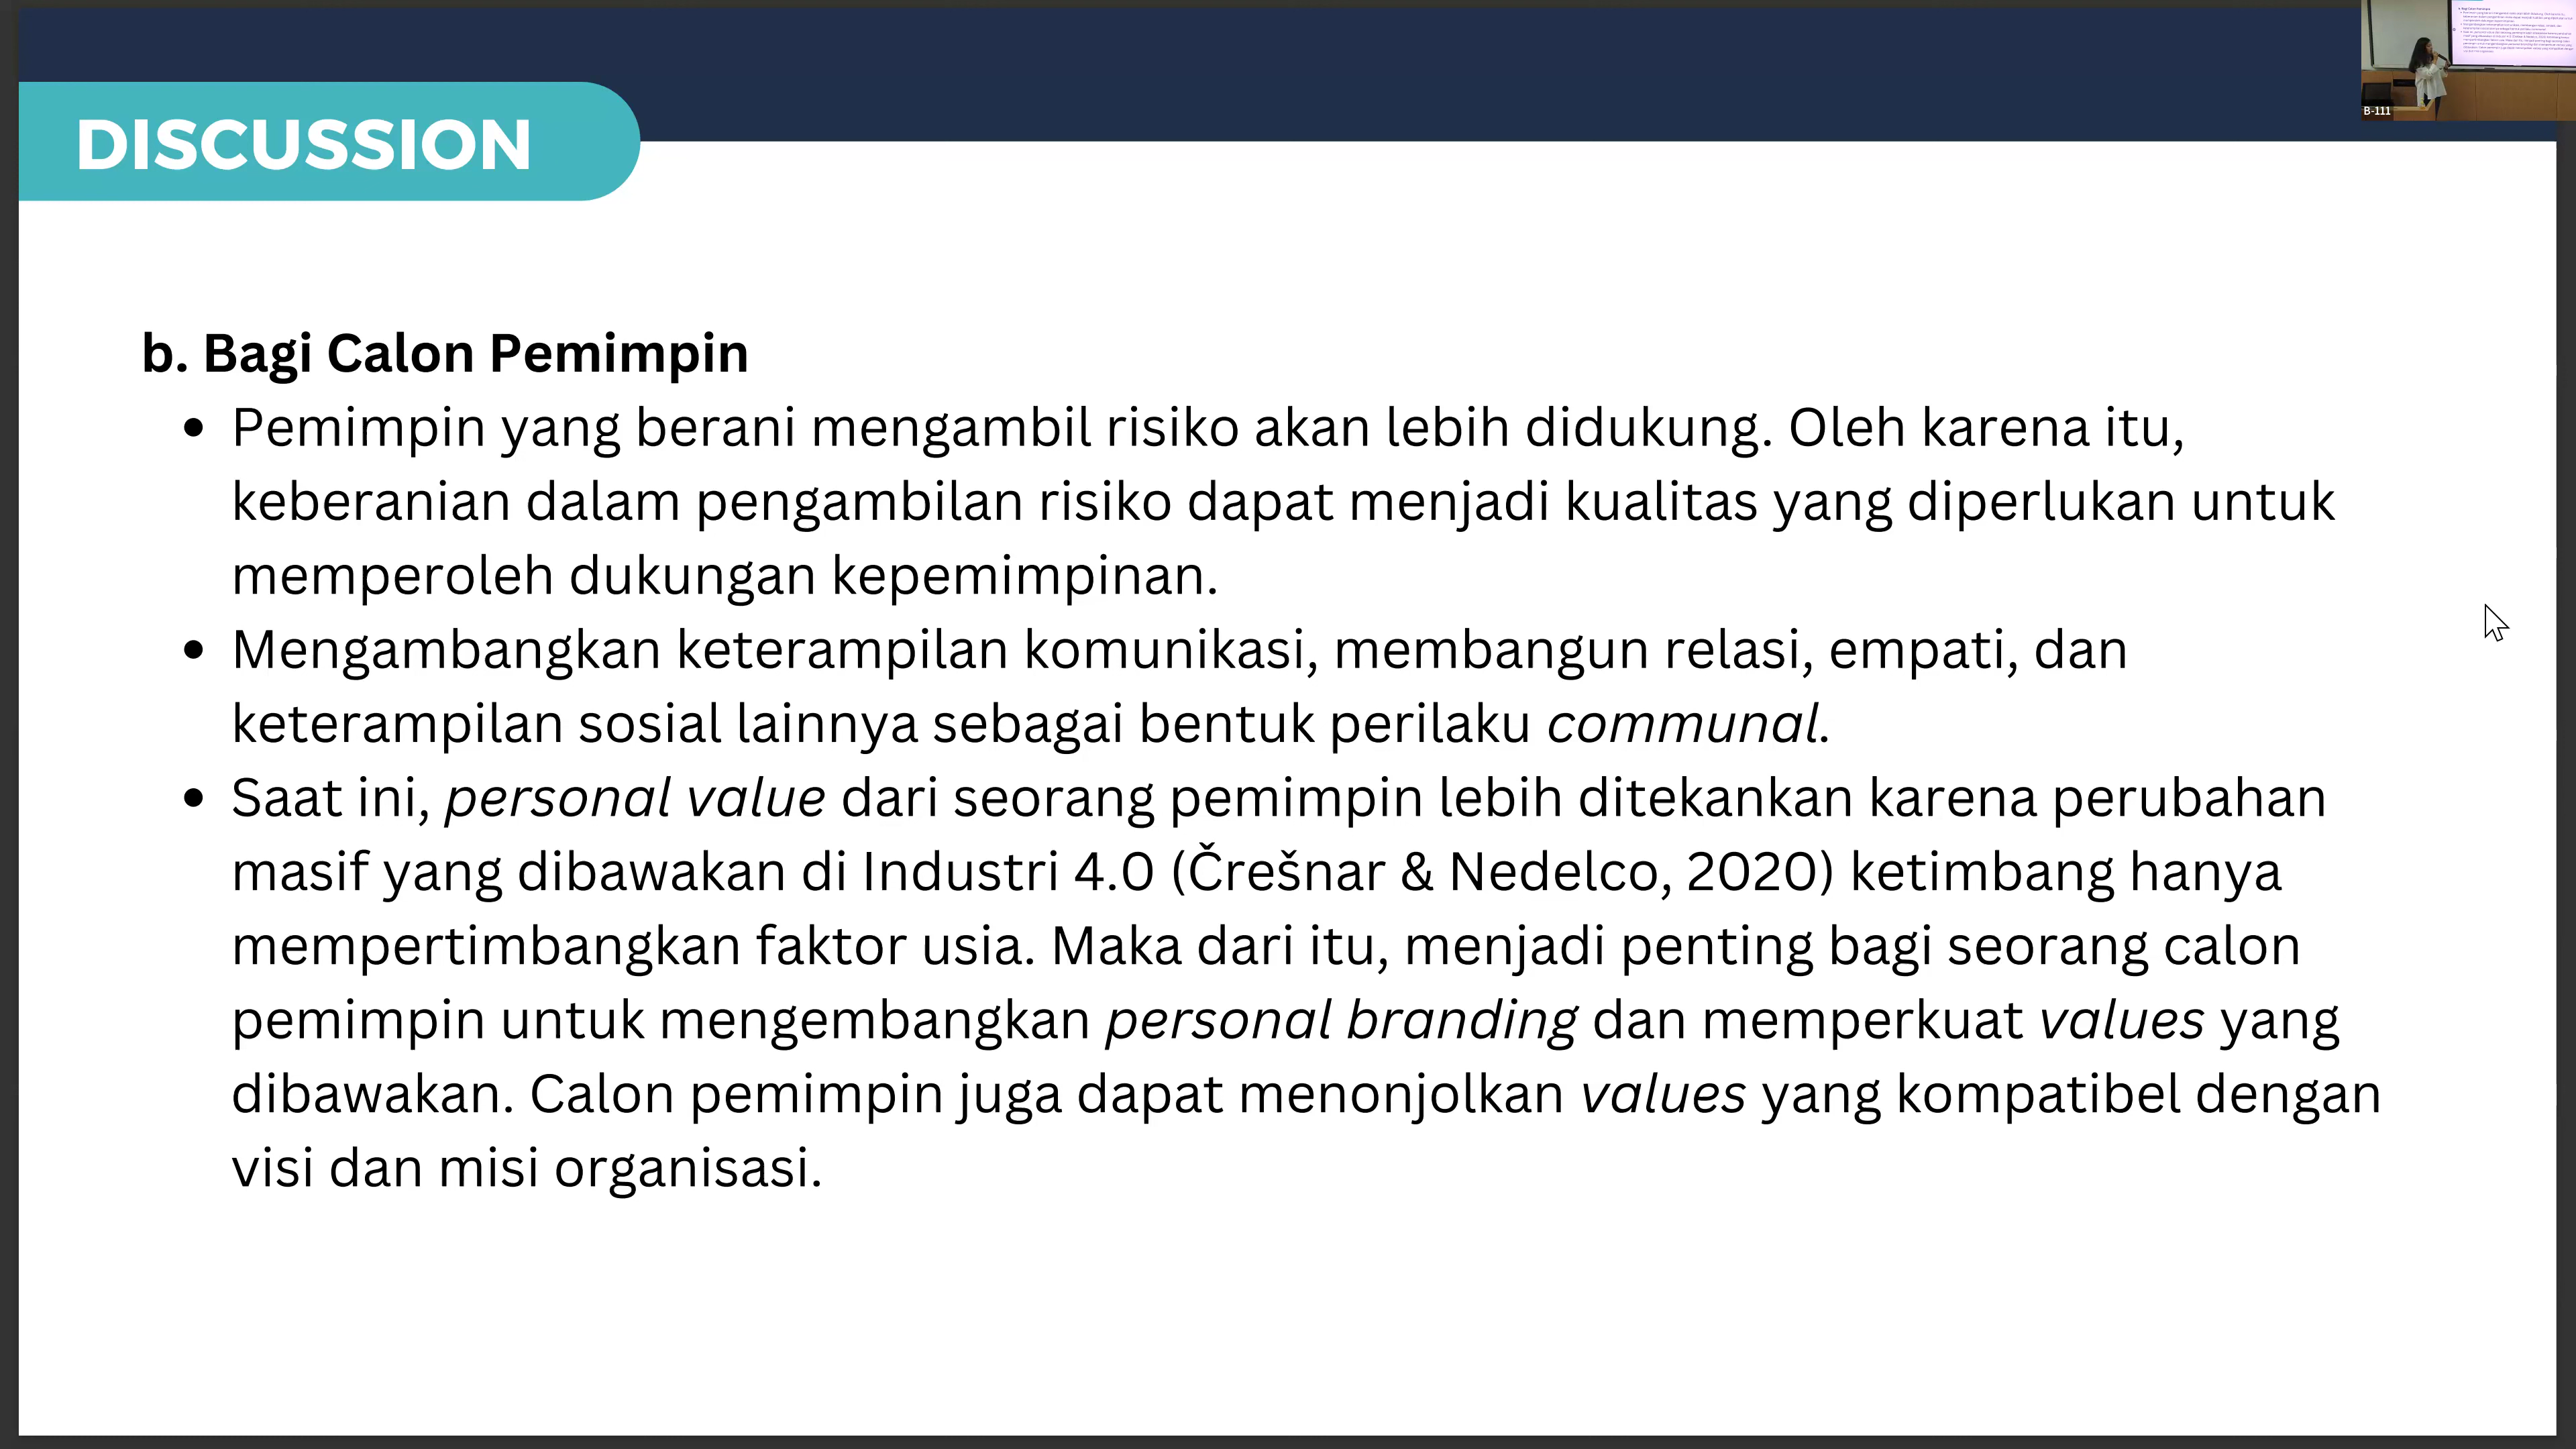 B-111
DISCUSSION
b. Bagi Calon Pemimpin
• Pemimpin yang berani mengambil risiko akan lebih didukung. Oleh karena itu,
keberanian dalam pengambilan risiko dapat menjadi kualitas yang diperlukan untuk
memperoleh dukungan kepemimpinan.
• Mengambangkan keterampilan komunikasi, membangun relasi, empati, dan
keterampilan sosial lainnya sebagai bentuk perilaku communal.
• Saat ini, personal value dari seorang pemimpin lebih ditekankan karena perubahan
masif yang dibawakan di Industri 4.0 (Črešnar & Nedelco, 2020) ketimbang hanya
mempertimbangkan faktor usia. Maka dari itu, menjadi penting bagi seorang calon
pemimpin untuk mengembangkan personal branding dan memperkuat values yang
dibawakan. Calon pemimpin juga dapat menonjolkan values yang kompatibel dengan
visi dan misi organisasi.